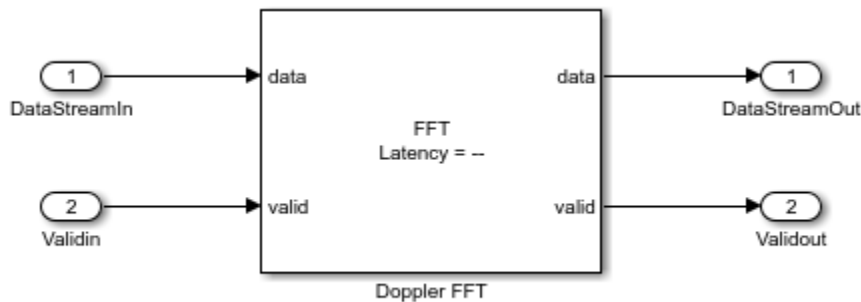 1
data
data
1
DataStreamIn
DataStreamOut
FFT
Latency = --
2
valid
valid
2
Validin
Validout
Doppler FFT